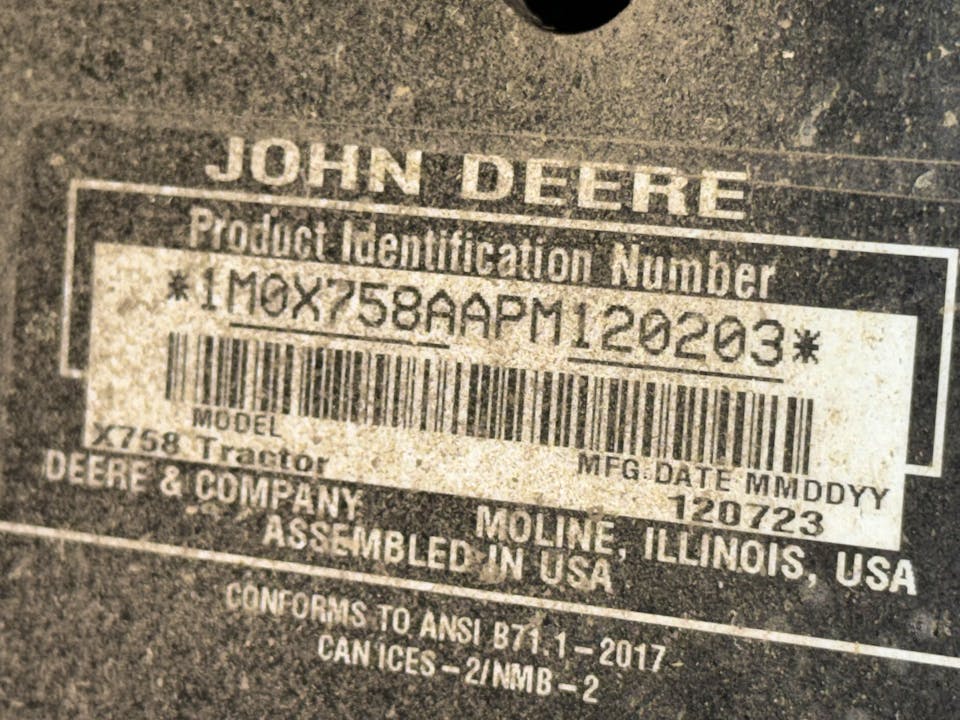 JOHN DEERE
Product Identification Number
*1M0X758AAPM120203*
MODEL
X758 Tractor
MFG.DATE MMDDYY
120723
DEERE & COMPANY
MOLINE, ILLINOIS, USA
ASSEMBLED IN USA
CONFORMS TO ANSI B71.1-2017
CAN ICES-2/NMB-2